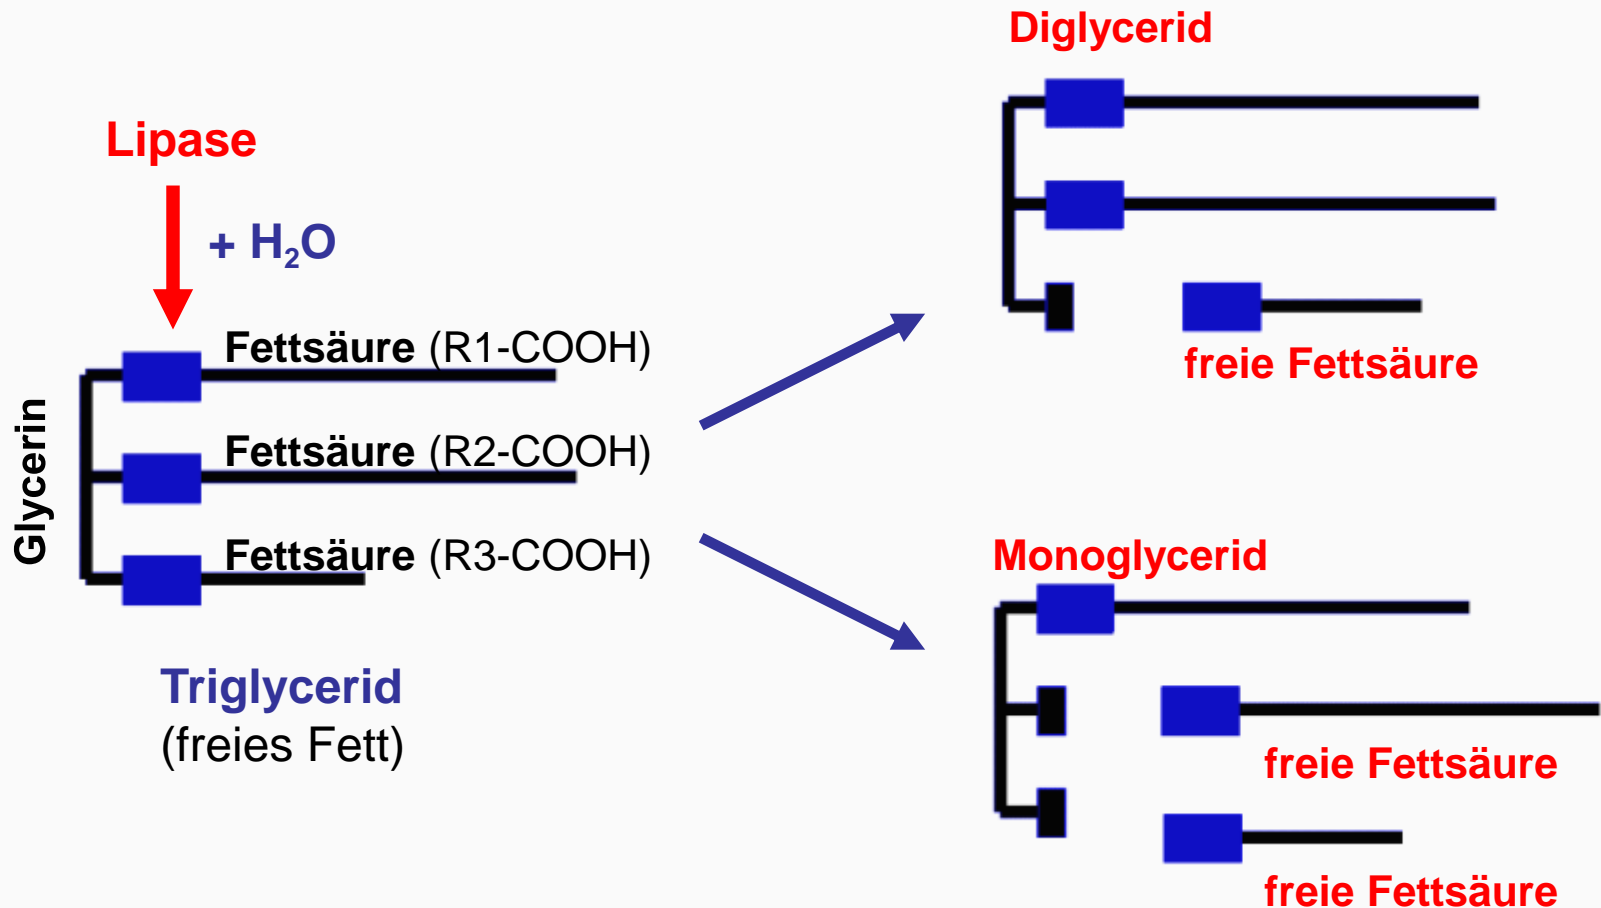 Lipase
+ H₂O
Glycerin
Fettsäure (R1-COOH)
Fettsäure (R2-COOH)
Fettsäure (R3-COOH)
Triglycerid
(freies Fett)
Diglycerid
freie Fettsäure
Monoglycerid
freie Fettsäure
freie Fettsäure